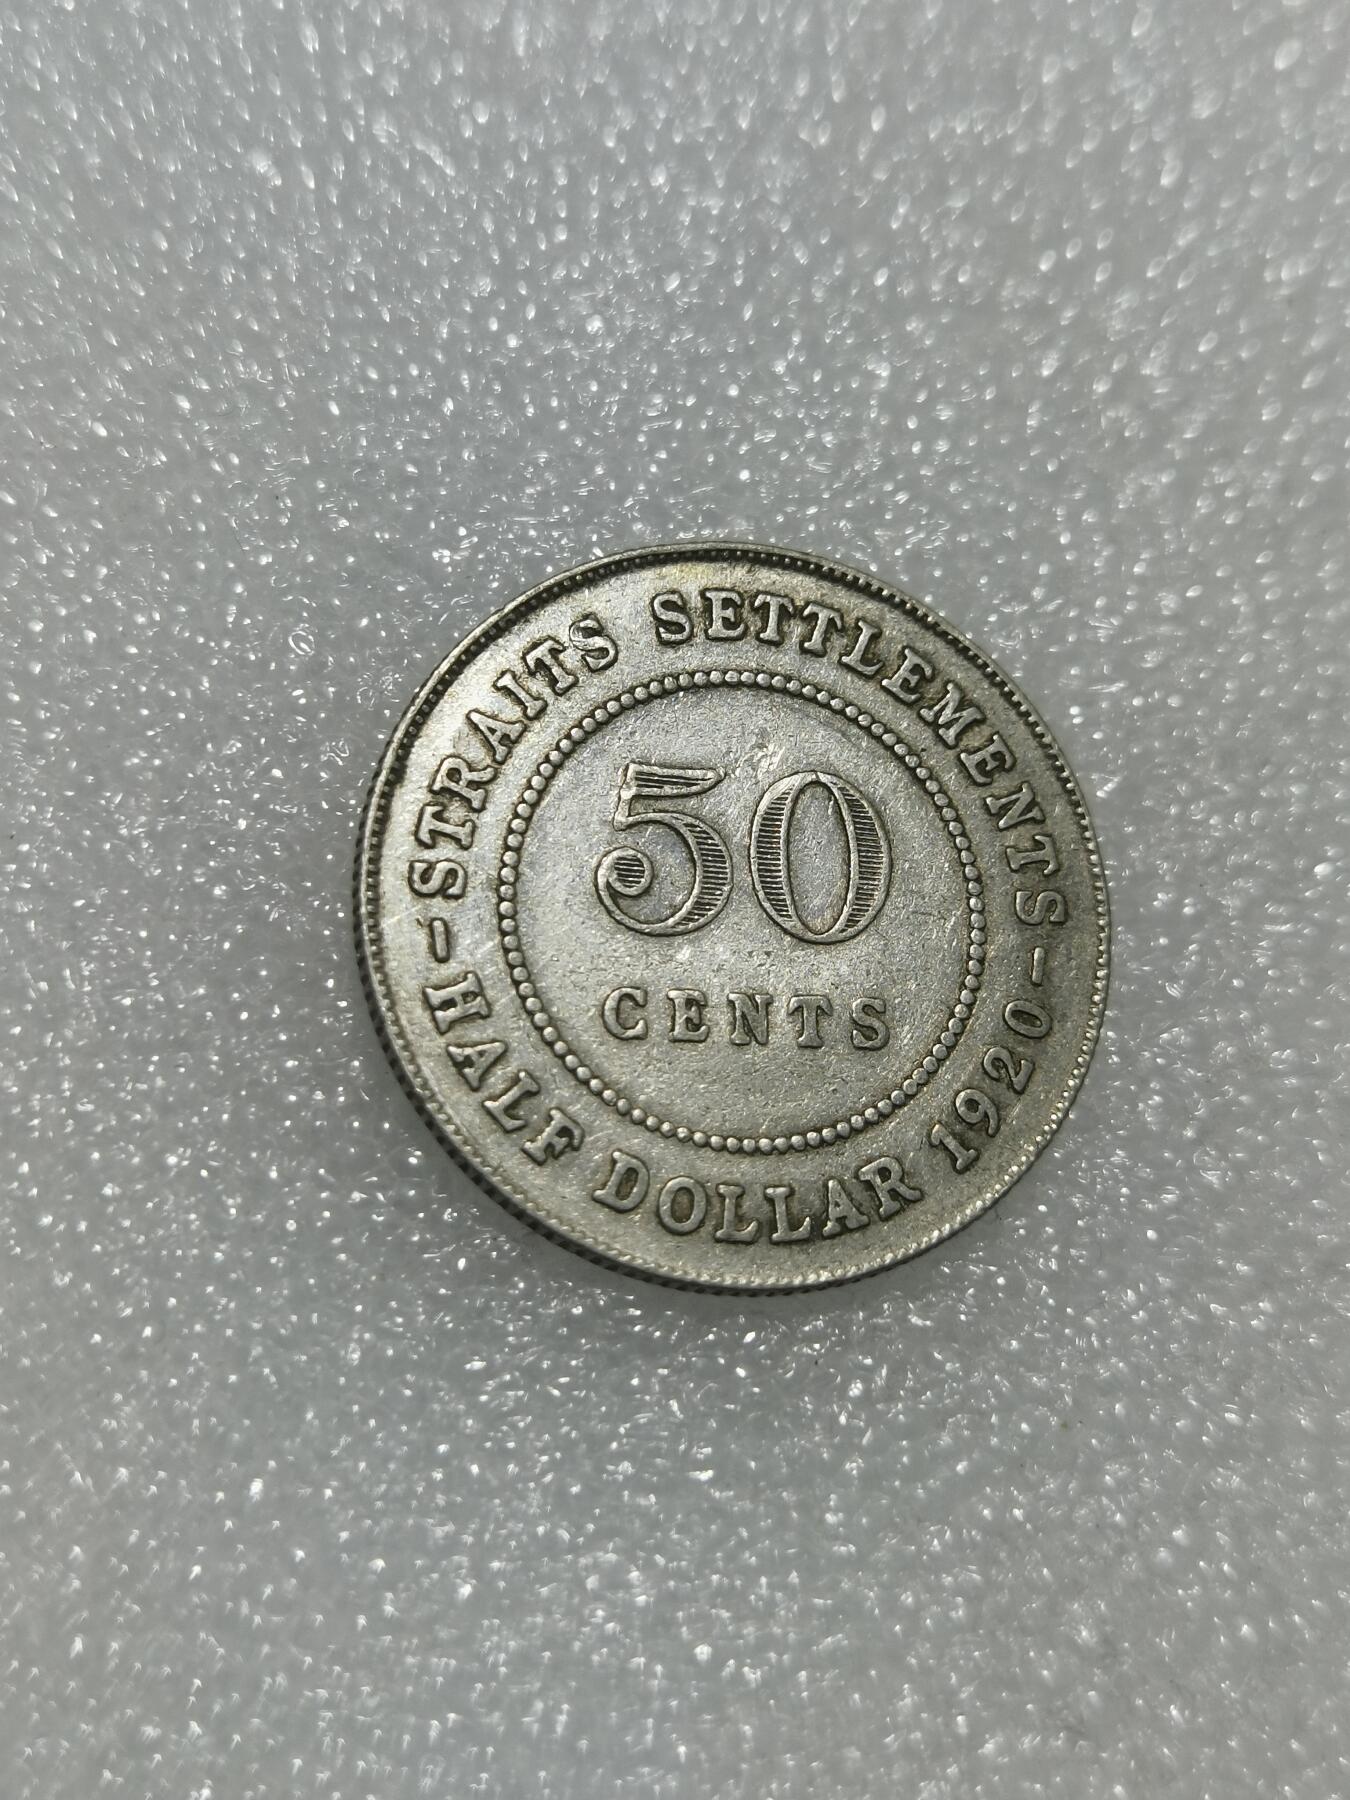 STRAITS SETTLEMENTS
50
CENTS
HALF DOLLAR 1920